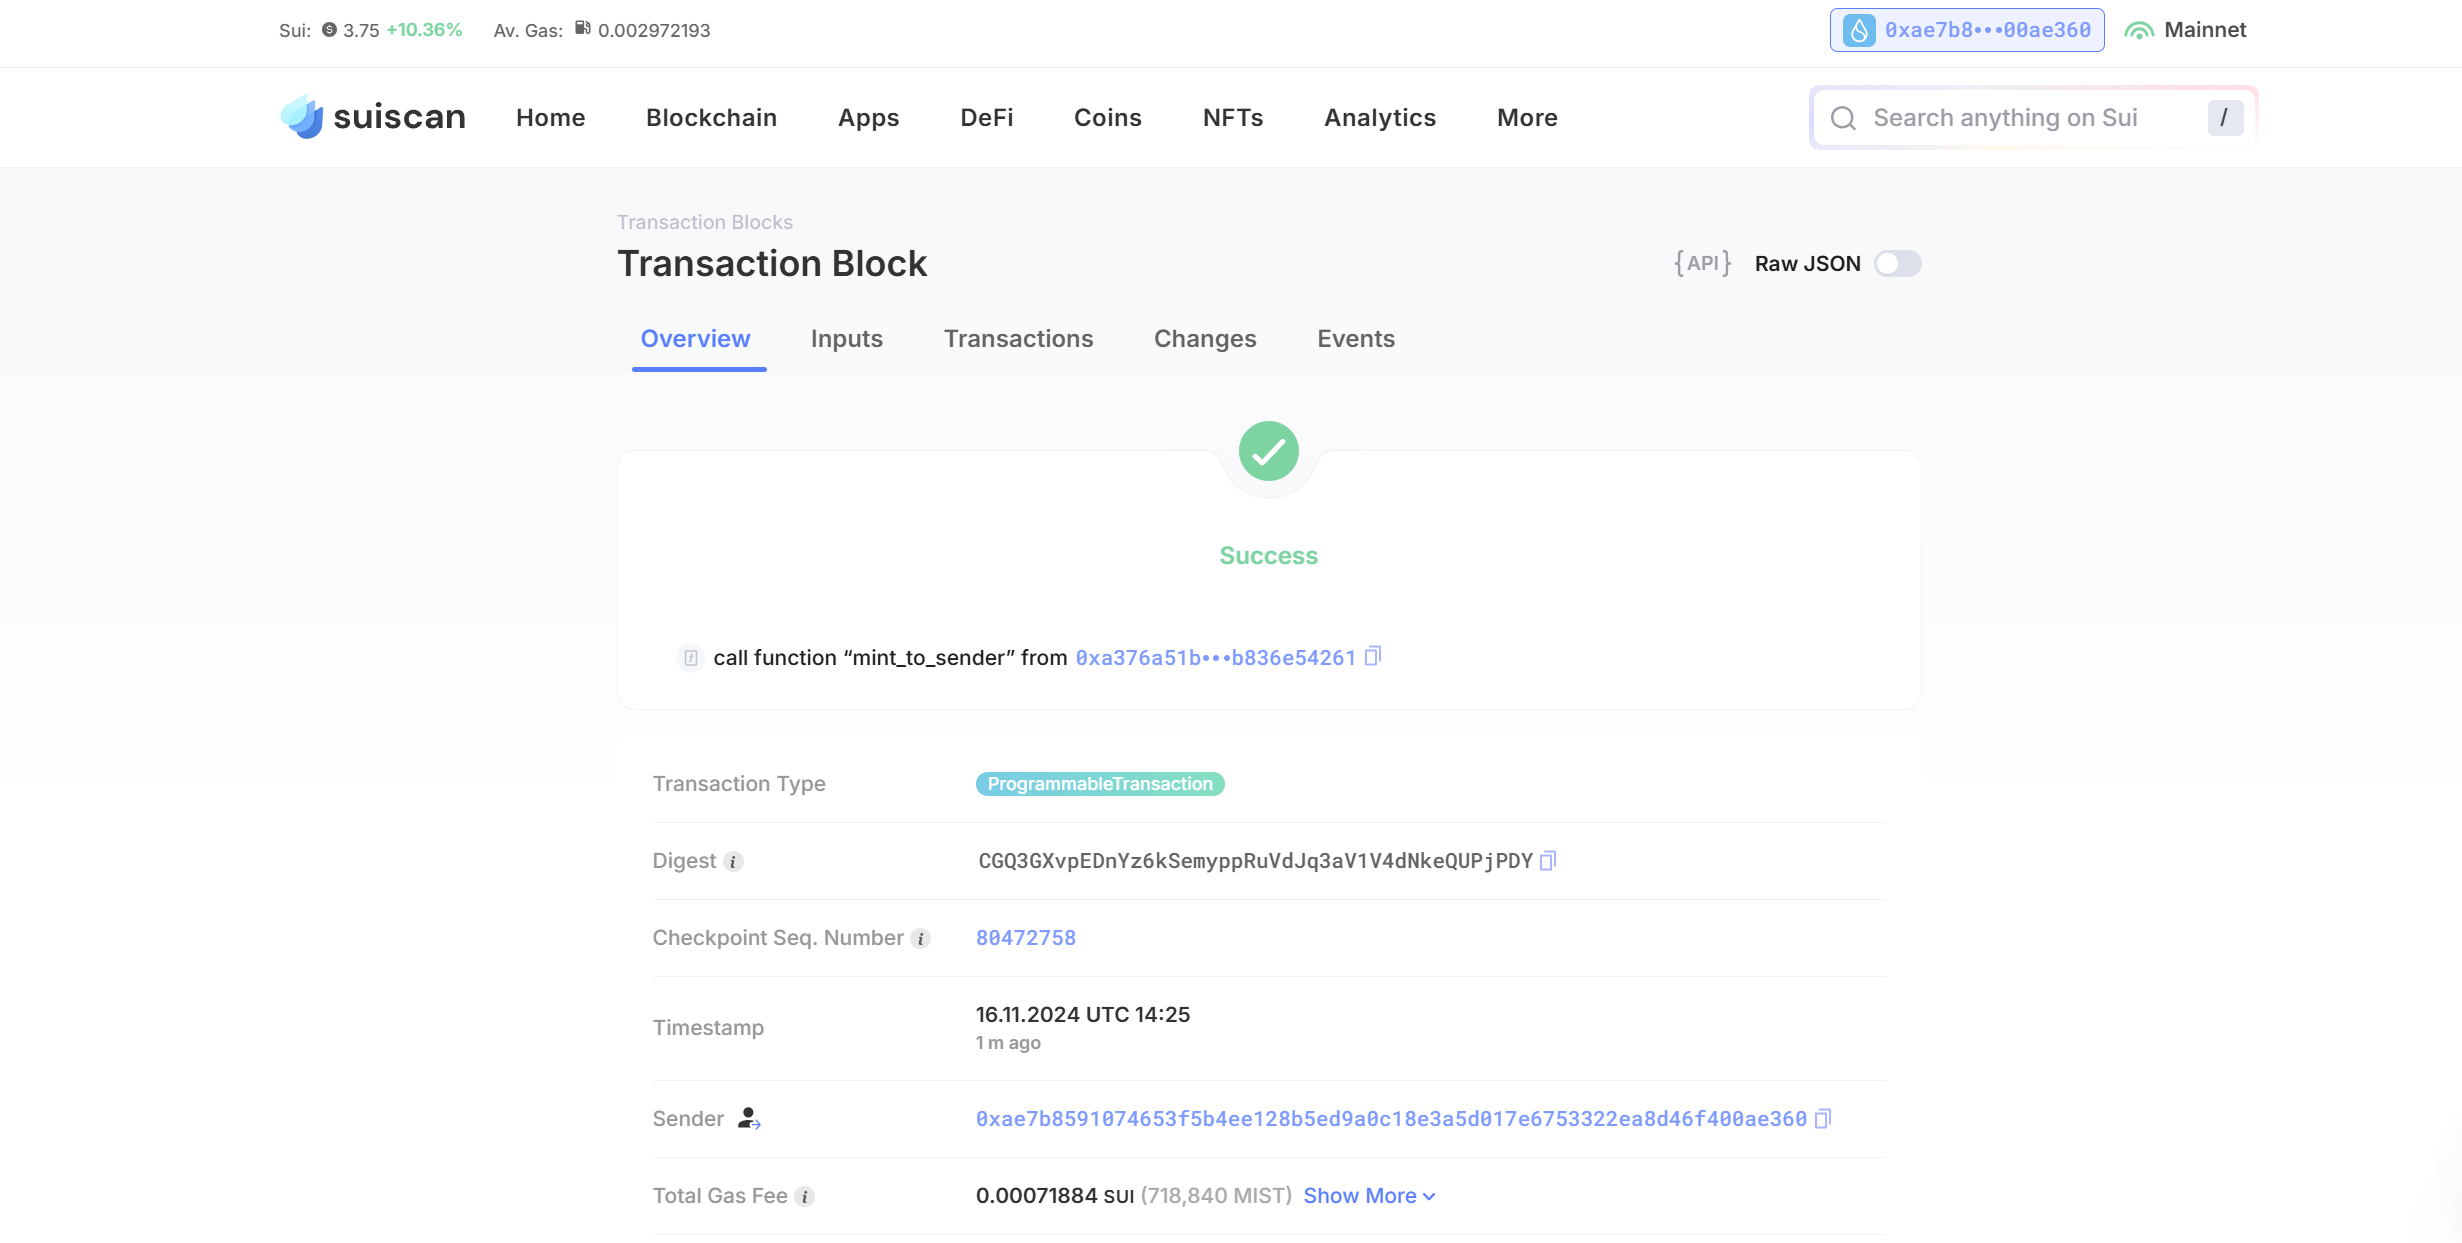 Sui: 3.75 +10.36% Av. Gas: 0.002972193 0xae7b8•••00ae360 Mainnet
suiscan Home Blockchain Apps DeFi Coins NFTs Analytics More Search anything on Sui /
Transaction Blocks
Transaction Block {API} Raw JSON
Overview Inputs Transactions Changes Events
Success
call function “mint_to_sender” from 0xa376a51b•••b836e54261
Transaction Type ProgrammableTransaction
Digest i CGQ3GXvpEDnYz6kSemyppRuVdJq3aV1V4dNkeQUPjPDY
Checkpoint Seq. Number i 80472758
Timestamp 16.11.2024 UTC 14:25
1 m ago
Sender 0xae7b8591074653f5b4ee128b5ed9a0c18e3a5d017e6753322ea8d46f400ae360
Total Gas Fee i 0.00071884 SUI (718,840 MIST) Show More